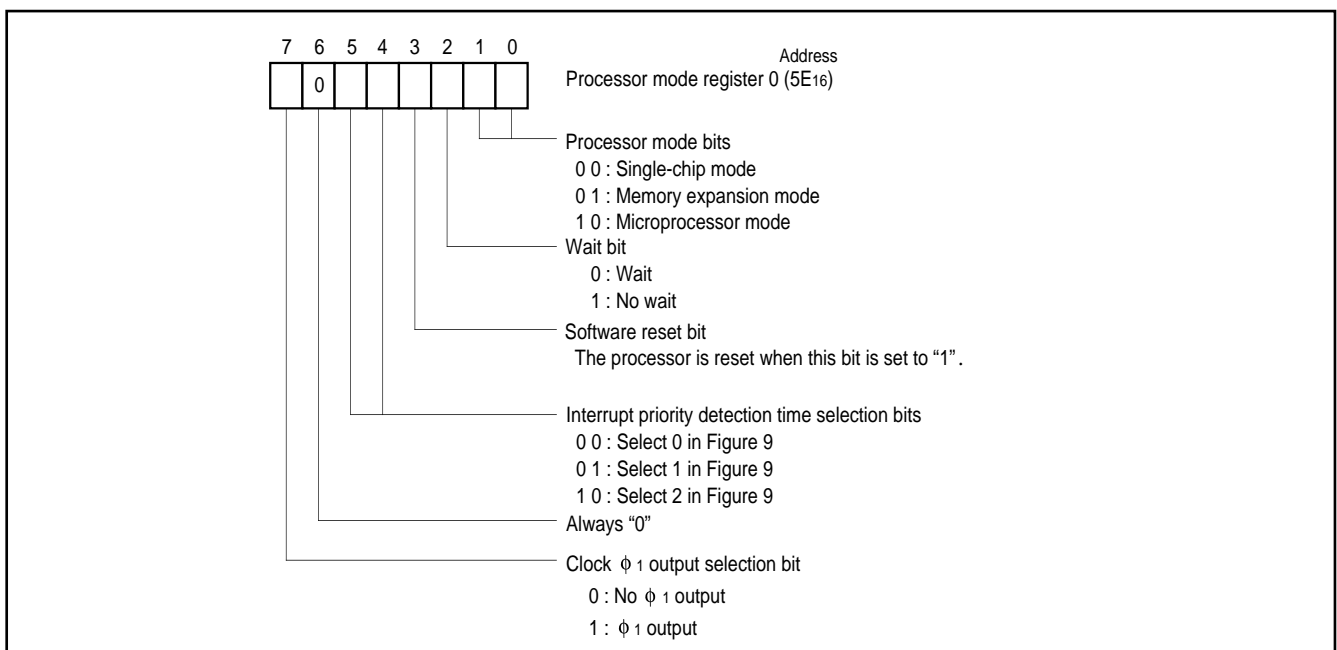 7 6 5 4 3 2 1 0
Address
0
Processor mode register 0 (5E16)
Processor mode bits
0 0 : Single-chip mode
0 1 : Memory expansion mode
1 0 : Microprocessor mode
Wait bit
0 : Wait
1 : No wait
Software reset bit
The processor is reset when this bit is set to “1”.
Interrupt priority detection time selection bits
0 0 : Select 0 in Figure 9
0 1 : Select 1 in Figure 9
1 0 : Select 2 in Figure 9
Always “0”
Clock ϕ 1 output selection bit
0 : No ϕ 1 output
1 : ϕ 1 output